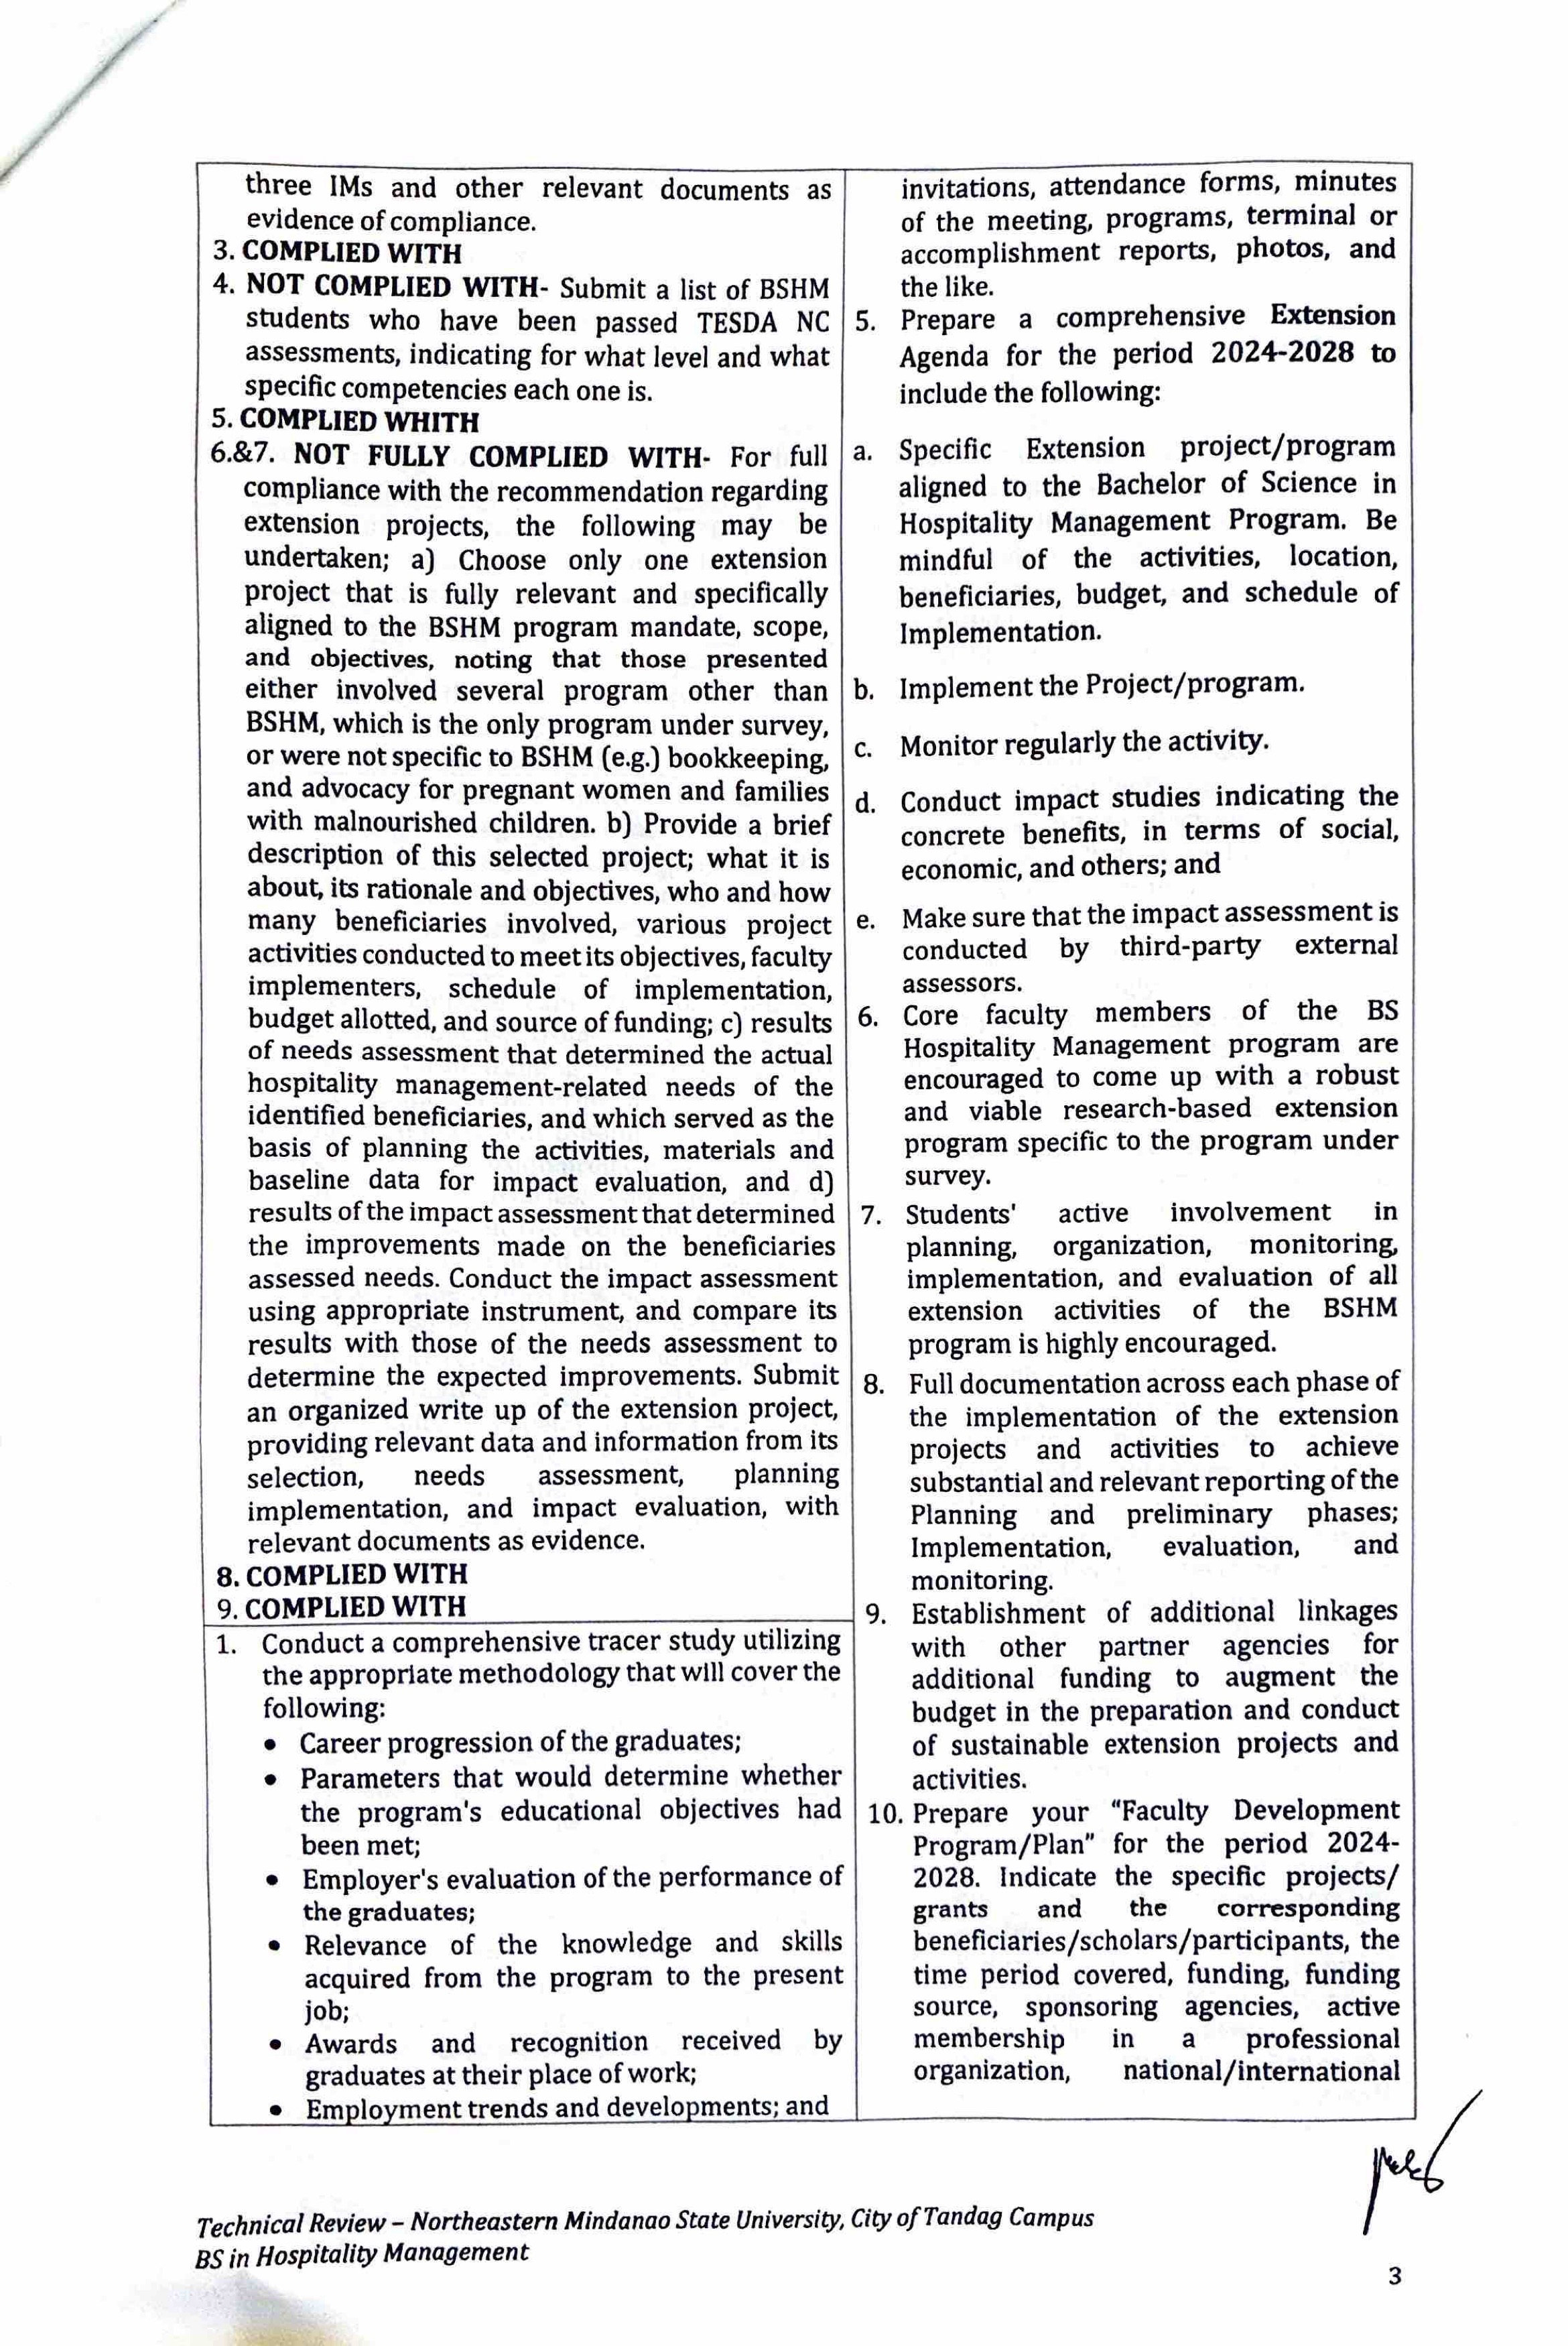 three IMs and other relevant documents as
evidence of compliance.
3. COMPLIED WITH
4. NOT COMPLIED WITH- Submit a list of BSHM
students who have been passed TESDA NC
assessments, indicating for what level and what
specific competencies each one is.
5. COMPLIED WHITH
6.&7. NOT FULLY COMPLIED WITH- For full
compliance with the recommendation regarding
extension projects, the following may be
undertaken; a) Choose only one extension
project that is fully relevant and specifically
aligned to the BSHM program mandate, scope,
and objectives, noting that those presented
either involved several program other than
BSHM, which is the only program under survey,
or were not specific to BSHM (e.g.) bookkeeping,
and advocacy for pregnant women and families
with malnourished children. b) Provide a brief
description of this selected project; what it is
about, its rationale and objectives, who and how
many beneficiaries involved, various project
activities conducted to meet its objectives, faculty
implementers, schedule of implementation,
budget allotted, and source of funding; c) results
of needs assessment that determined the actual
hospitality management-related needs of the
identified beneficiaries, and which served as the
basis of planning the activities, materials and
baseline data for impact evaluation, and d)
results of the impact assessment that determined
the improvements made on the beneficiaries
assessed needs. Conduct the impact assessment
using appropriate instrument, and compare its
results with those of the needs assessment to
determine the expected improvements. Submit
an organized write up of the extension project,
providing relevant data and information from its
selection, needs assessment, planning
implementation, and impact evaluation, with
relevant documents as evidence.
8. COMPLIED WITH
9. COMPLIED WITH
1. Conduct a comprehensive tracer study utilizing
the appropriate methodology that will cover the
following:
• Career progression of the graduates;
• Parameters that would determine whether
the program's educational objectives had
been met;
• Employer's evaluation of the performance of
the graduates;
• Relevance of the knowledge and skills
acquired from the program to the present
job;
• Awards and recognition received by
graduates at their place of work;
• Employment trends and developments; and
invitations, attendance forms, minutes
of the meeting, programs, terminal or
accomplishment reports, photos, and
the like.
5. Prepare a comprehensive Extension
Agenda for the period 2024-2028 to
include the following:
a. Specific Extension project/program
aligned to the Bachelor of Science in
Hospitality Management Program. Be
mindful of the activities, location,
beneficiaries, budget, and schedule of
Implementation.
b. Implement the Project/program.
c. Monitor regularly the activity.
d. Conduct impact studies indicating the
concrete benefits, in terms of social,
economic, and others; and
e. Make sure that the impact assessment is
conducted by third-party external
assessors.
6. Core faculty members of the BS
Hospitality Management program are
encouraged to come up with a robust
and viable research-based extension
program specific to the program under
survey.
7. Students' active involvement in
planning, organization, monitoring,
implementation, and evaluation of all
extension activities of the BSHM
program is highly encouraged.
8. Full documentation across each phase of
the implementation of the extension
projects and activities to achieve
substantial and relevant reporting of the
Planning and preliminary phases;
Implementation, evaluation, and
monitoring.
9. Establishment of additional linkages
with other partner agencies for
additional funding to augment the
budget in the preparation and conduct
of sustainable extension projects and
activities.
10. Prepare your “Faculty Development
Program/Plan” for the period 2024-
2028. Indicate the specific projects/
grants and the corresponding
beneficiaries/scholars/participants, the
time period covered, funding, funding
source, sponsoring agencies, active
membership in a professional
organization, national/international
Technical Review – Northeastern Mindanao State University, City of Tandag Campus
BS in Hospitality Management
3